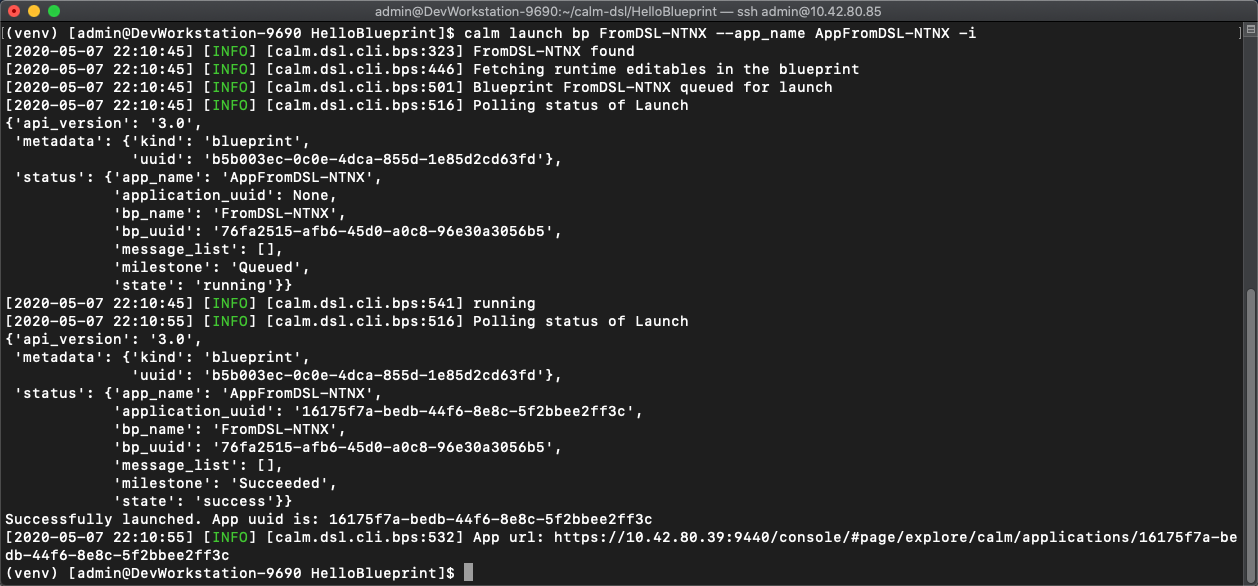 admin@DevWorkstation-9690:~/calm-dsl/HelloBlueprint — ssh admin@10.42.80.85
(venv) [admin@DevWorkstation-9690 HelloBlueprint]$ calm launch bp FromDSL-NTNX --app_name AppFromDSL-NTNX -i
[2020-05-07 22:10:45] [INFO] [calm.dsl.cli.bps:323] FromDSL-NTNX found
[2020-05-07 22:10:45] [INFO] [calm.dsl.cli.bps:446] Fetching runtime editables in the blueprint
[2020-05-07 22:10:45] [INFO] [calm.dsl.cli.bps:501] Blueprint FromDSL-NTNX queued for launch
[2020-05-07 22:10:45] [INFO] [calm.dsl.cli.bps:516] Polling status of Launch
{'api_version': '3.0',
 'metadata': {'kind': 'blueprint',
              'uuid': 'b5b003ec-0c0e-4dca-855d-1e85d2cd63fd'},
 'status': {'app_name': 'AppFromDSL-NTNX',
            'application_uuid': None,
            'bp_name': 'FromDSL-NTNX',
            'bp_uuid': '76fa2515-afb6-45d0-a0c8-96e30a3056b5',
            'message_list': [],
            'milestone': 'Queued',
            'state': 'running'}}
[2020-05-07 22:10:45] [INFO] [calm.dsl.cli.bps:541] running
[2020-05-07 22:10:55] [INFO] [calm.dsl.cli.bps:516] Polling status of Launch
{'api_version': '3.0',
 'metadata': {'kind': 'blueprint',
              'uuid': 'b5b003ec-0c0e-4dca-855d-1e85d2cd63fd'},
 'status': {'app_name': 'AppFromDSL-NTNX',
            'application_uuid': '16175f7a-bedb-44f6-8e8c-5f2bbee2ff3c',
            'bp_name': 'FromDSL-NTNX',
            'bp_uuid': '76fa2515-afb6-45d0-a0c8-96e30a3056b5',
            'message_list': [],
            'milestone': 'Succeeded',
            'state': 'success'}}
Successfully launched. App uuid is: 16175f7a-bedb-44f6-8e8c-5f2bbee2ff3c
[2020-05-07 22:10:55] [INFO] [calm.dsl.cli.bps:532] App url: https://10.42.80.39:9440/console/#page/explore/calm/applications/16175f7a-be
db-44f6-8e8c-5f2bbee2ff3c
(venv) [admin@DevWorkstation-9690 HelloBlueprint]$